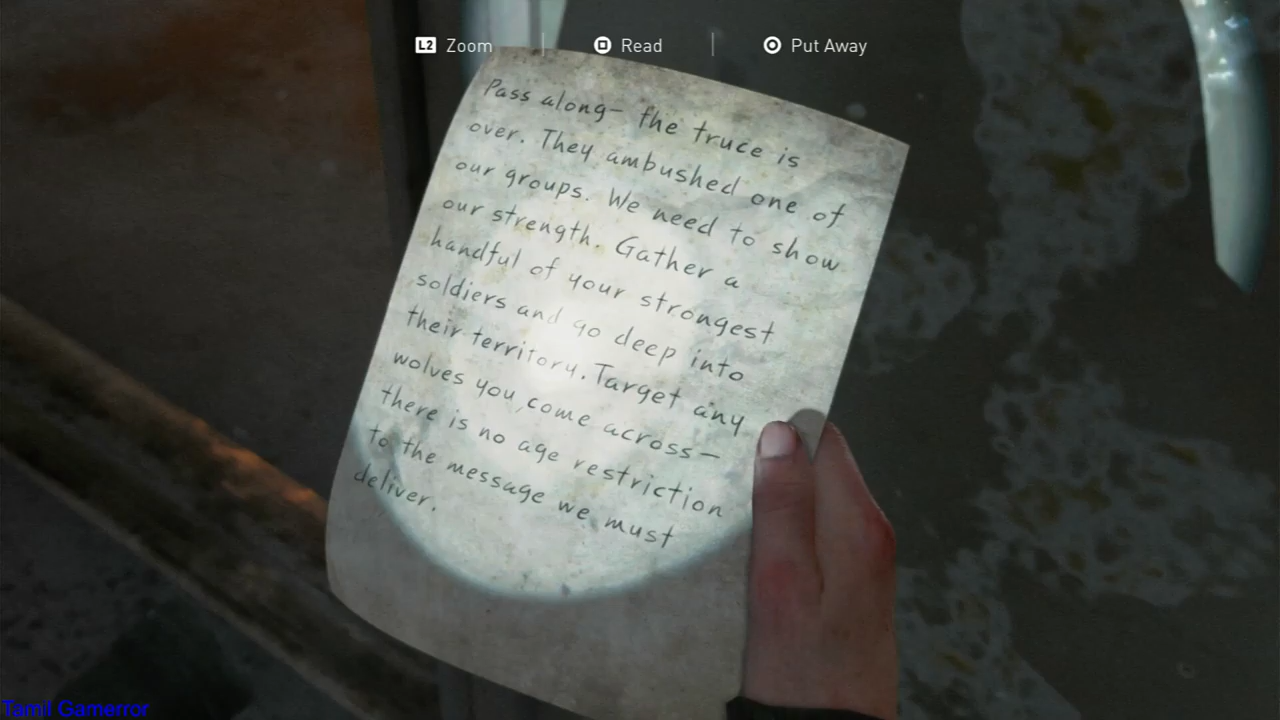 L2 Zoom | Read | Put Away
Pass along- the truce is
over. They ambushed one of
our groups. We need to show
our strength. Gather a
handful of your strongest
soldiers and go deep into
their territory. Target any
wolves you come across-
there is no age restriction
to the message we must
deliver.
Tamil Gamerror